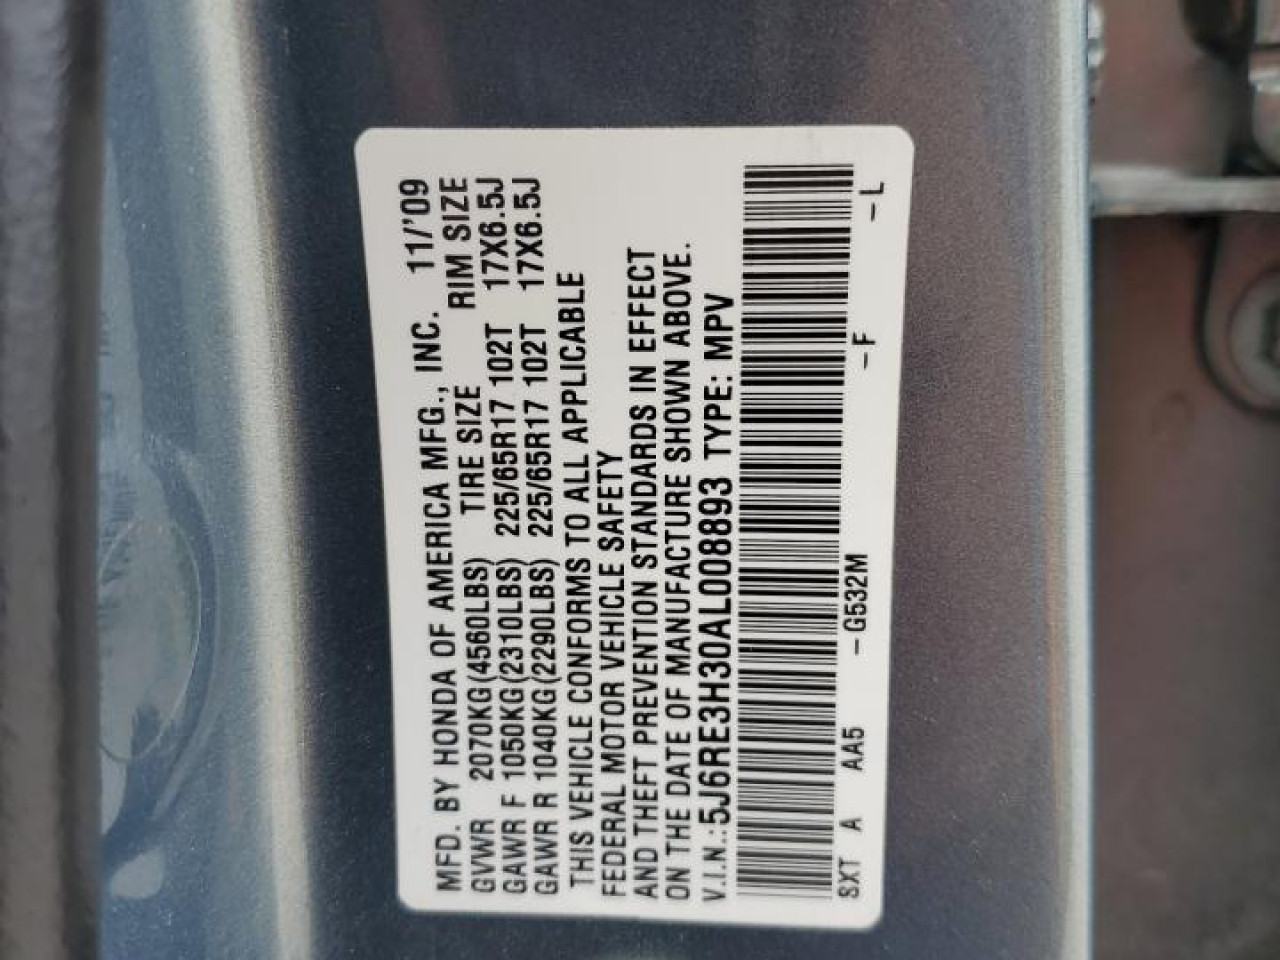 MFD. BY HONDA OF AMERICA MFG., INC. 11/'09
GVWR 2070KG(4560LBS) TIRE SIZE RIM SIZE
GAWR F 1050KG(2310LBS) 225/65R17 102T 17X6.5J
GAWR R 1040KG(2290LBS) 225/65R17 102T 17X6.5J
THIS VEHICLE CONFORMS TO ALL APPLICABLE
FEDERAL MOTOR VEHICLE SAFETY
AND THEFT PREVENTION STANDARDS IN EFFECT
ON THE DATE OF MANUFACTURE SHOWN ABOVE.
V.I.N.:5J6RE3H30AL008893 TYPE: MPV
SXT A AA5 -G532M -F -L